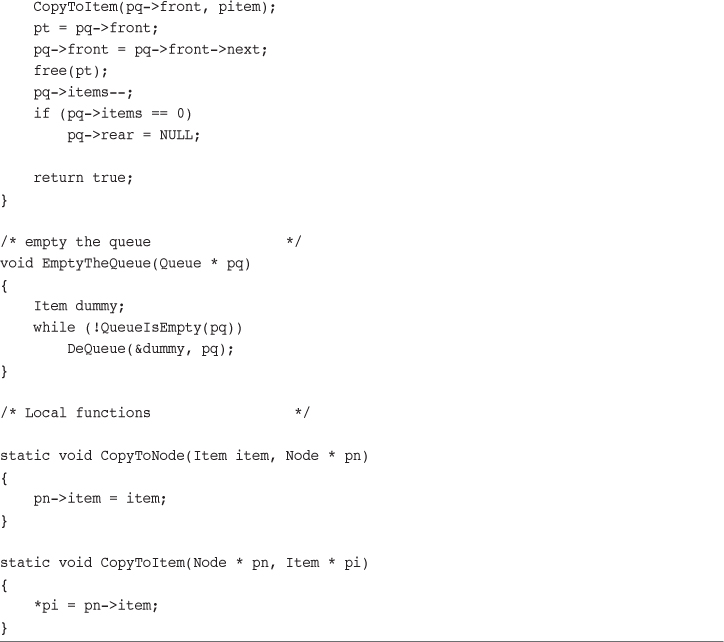 CopyToItem(pq->front, pitem);
    pt = pq->front;
    pq->front = pq->front->next;
    free(pt);
    pq->items--;
    if (pq->items == 0)
        pq->rear = NULL;

    return true;
}

/* empty the queue                */
void EmptyTheQueue(Queue * pq)
{
    Item dummy;
    while (!QueueIsEmpty(pq))
        DeQueue(&dummy, pq);
}

/* Local functions                 */

static void CopyToNode(Item item, Node * pn)
{
    pn->item = item;
}

static void CopyToItem(Node * pn, Item * pi)
{
    *pi = pn->item;
}